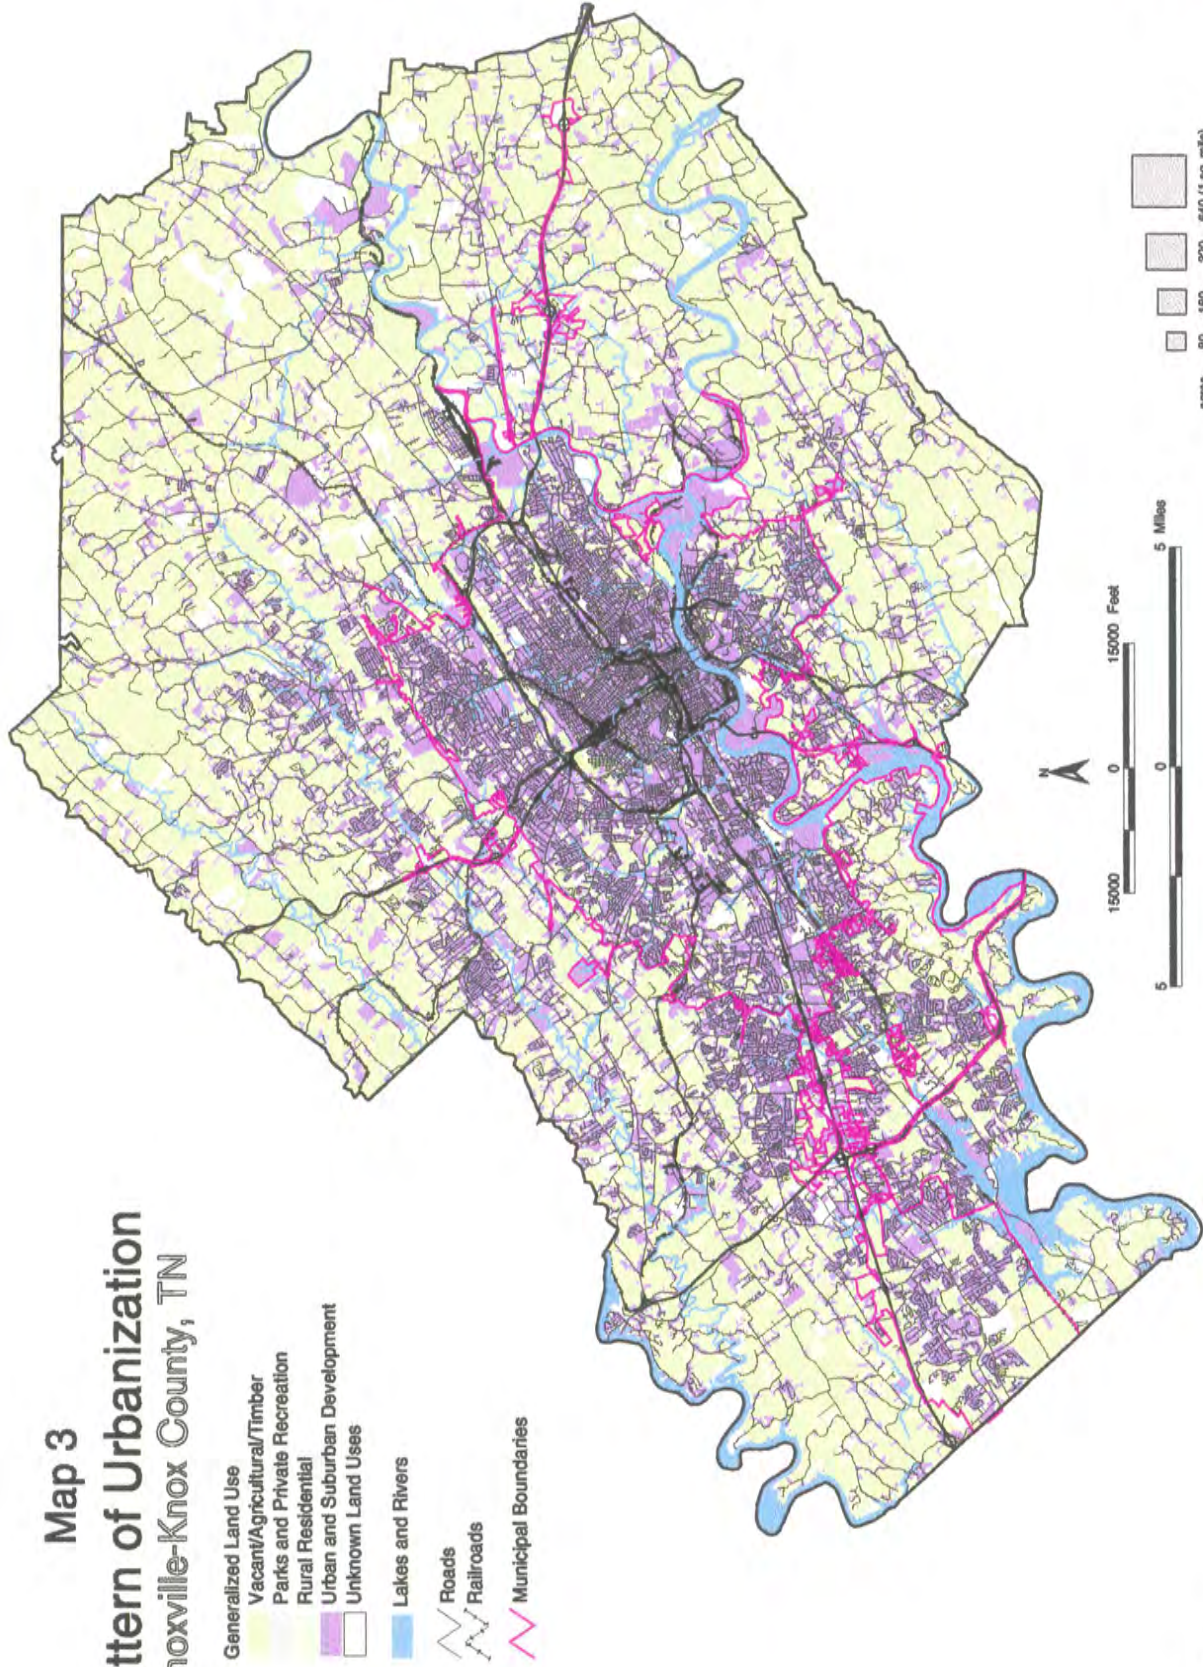 Map 3
ttern of Urbanization
noxville-Knox County, TN
Generalized Land Use
Vacant/Agricultural/Timber
Parks and Private Recreation
Rural Residential
Urban and Suburban Development
Unknown Land Uses
Lakes and Rivers
Roads
Railroads
Municipal Boundaries
N
15000 0 15000 Feet
5 0 5 Miles